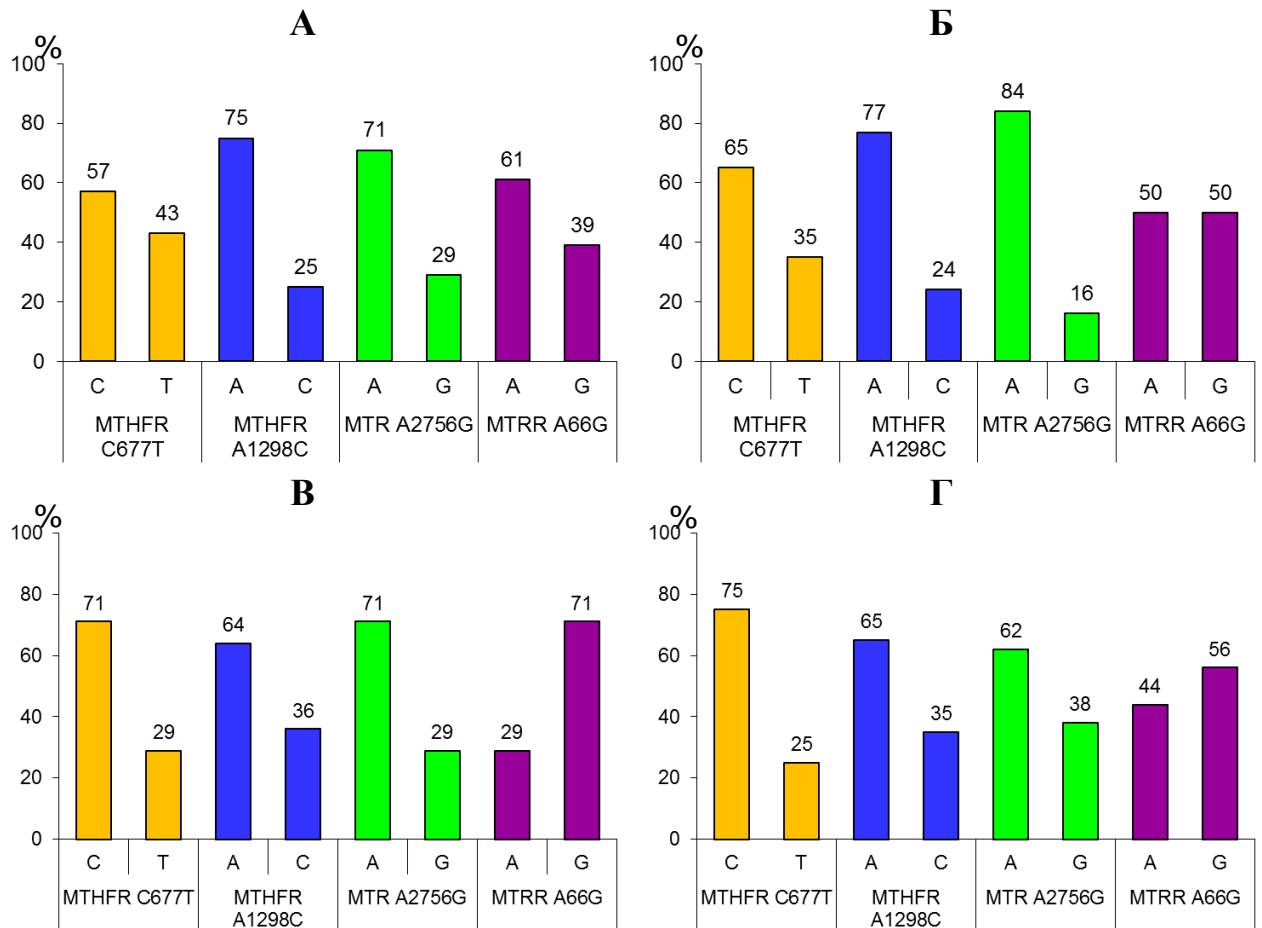 А
%
100
80
60
40
20
0
57
43
75
25
71
29
61
39
C T A C A G A G
MTHFR C677T
MTHFR A1298C
MTR A2756G
MTRR A66G
Б
%
100
80
60
40
20
0
65
35
77
24
84
16
50
50
C T A C A G A G
MTHFR C677T
MTHFR A1298C
MTR A2756G
MTRR A66G
В
%
100
80
60
40
20
0
71
29
64
36
71
29
29
71
C T A C A G A G
MTHFR C677T
MTHFR A1298C
MTR A2756G
MTRR A66G
Г
%
100
80
60
40
20
0
75
25
65
35
62
38
44
56
C T A C A G A G
MTHFR C677T
MTHFR A1298C
MTR A2756G
MTRR A66G